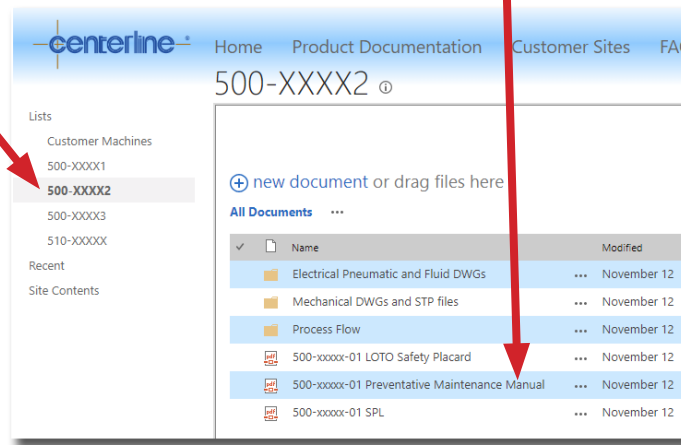 centerline
Home Product Documentation Customer Sites FAQ
500-XXXX2
Lists
Customer Machines
500-XXXX1
500-XXXX2
500-XXXX3
510-XXXXX
Recent
Site Contents
new document or drag files here
All Documents ...
Name Modified
Electrical Pneumatic and Fluid DWGs ... November 12
Mechanical DWGs and STP files ... November 12
Process Flow ... November 12
500-xxxxx-01 LOTO Safety Placard ... November 12
500-xxxxx-01 Preventative Maintenance Manual ... November 12
500-xxxxx-01 SPL ... November 12